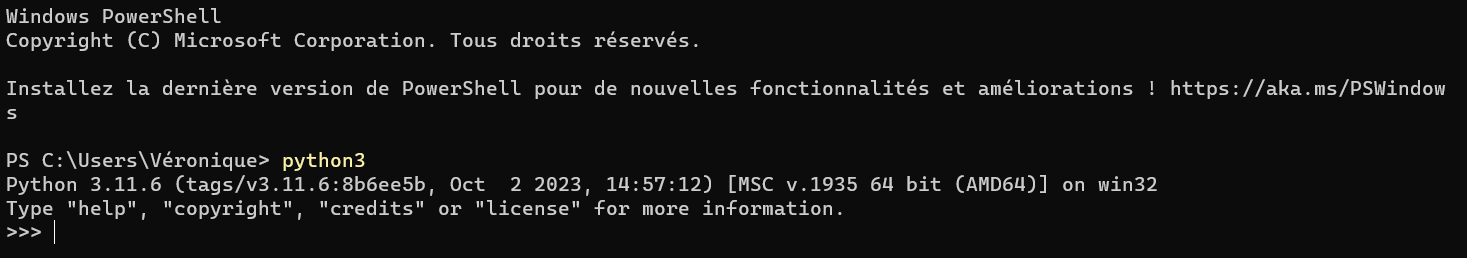 Windows PowerShell
Copyright (C) Microsoft Corporation. Tous droits réservés.
Installez la dernière version de PowerShell pour de nouvelles fonctionnalités et améliorations ! https://aka.ms/PSWindow
s
PS C:\Users\Véronique> python3
Python 3.11.6 (tags/v3.11.6:8b6ee5b, Oct  2 2023, 14:57:12) [MSC v.1935 64 bit (AMD64)] on win32
Type "help", "copyright", "credits" or "license" for more information.
>>>